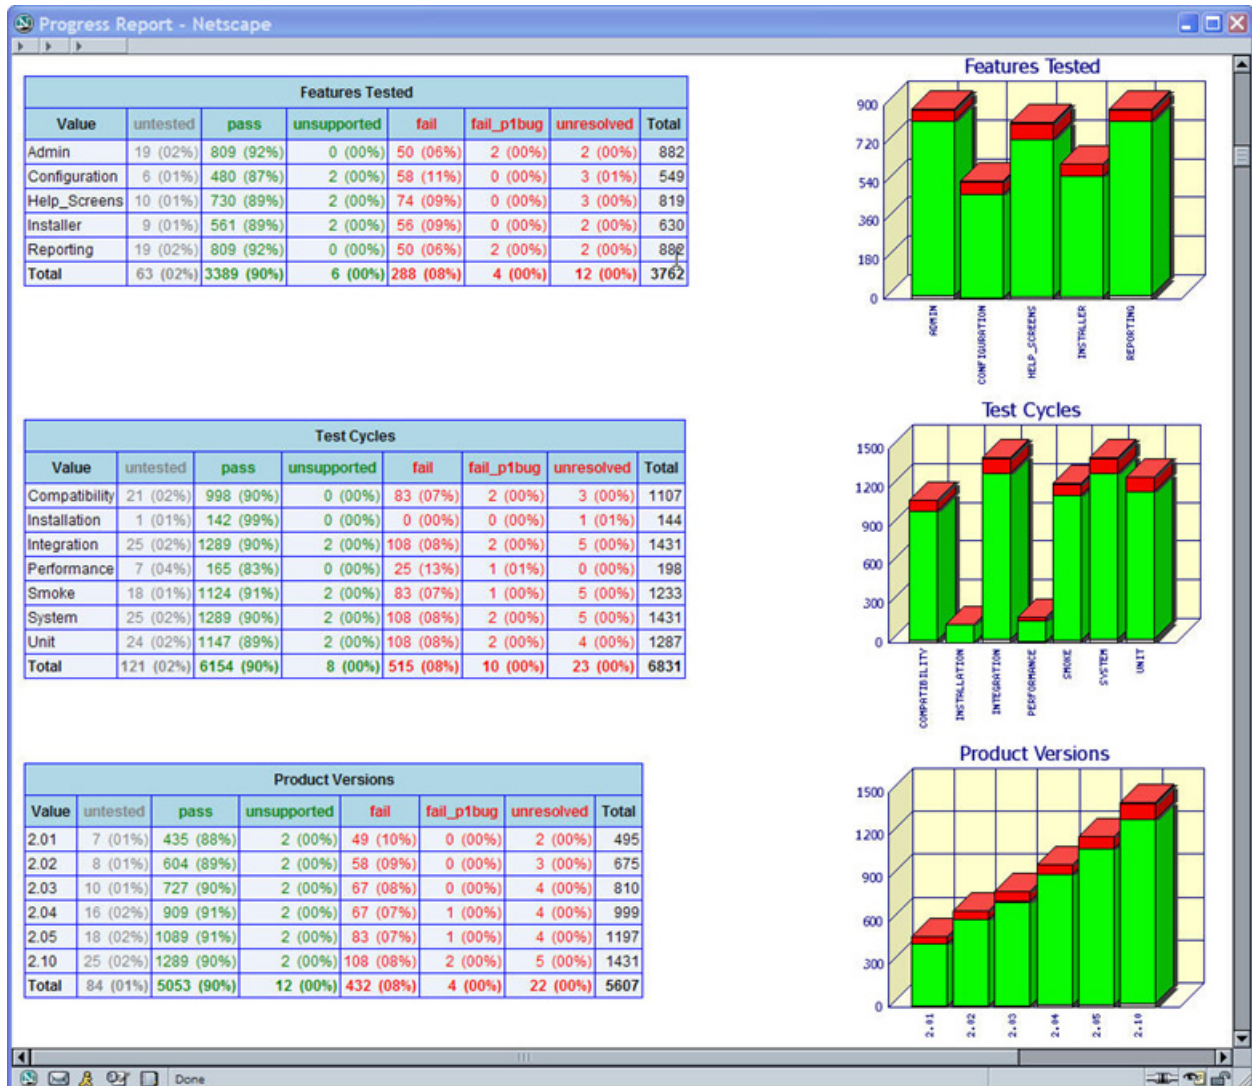 Progress Report - Netscape
Features Tested
Value untested pass unsupported fail fail_p1bug unresolved Total
Admin 19 (02%) 809 (92%) 0 (00%) 50 (06%) 2 (00%) 2 (00%) 882
Configuration 6 (01%) 480 (87%) 2 (00%) 58 (11%) 0 (00%) 3 (01%) 549
Help_Screens 10 (01%) 730 (89%) 2 (00%) 74 (09%) 0 (00%) 3 (00%) 819
Installer 9 (01%) 561 (89%) 2 (00%) 56 (09%) 0 (00%) 2 (00%) 630
Reporting 19 (02%) 809 (92%) 0 (00%) 50 (06%) 2 (00%) 2 (00%) 882
Total 63 (02%) 3389 (90%) 6 (00%) 288 (08%) 4 (00%) 12 (00%) 3762
Features Tested
900
720
540
360
180
0
ADMIN
CONFIGURATION
HELP_SCREENS
INSTALLER
REPORTING
Test Cycles
Value untested pass unsupported fail fail_p1bug unresolved Total
Compatibility 21 (02%) 998 (90%) 0 (00%) 83 (07%) 2 (00%) 3 (00%) 1107
Installation 1 (01%) 142 (99%) 0 (00%) 0 (00%) 0 (00%) 1 (01%) 144
Integration 25 (02%) 1289 (90%) 2 (00%) 108 (08%) 2 (00%) 5 (00%) 1431
Performance 7 (04%) 165 (83%) 0 (00%) 25 (13%) 1 (01%) 0 (00%) 198
Smoke 18 (01%) 1124 (91%) 2 (00%) 83 (07%) 1 (00%) 5 (00%) 1233
System 25 (02%) 1289 (90%) 2 (00%) 108 (08%) 2 (00%) 5 (00%) 1431
Unit 24 (02%) 1147 (89%) 2 (00%) 108 (08%) 2 (00%) 4 (00%) 1287
Total 121 (02%) 6154 (90%) 8 (00%) 515 (08%) 10 (00%) 23 (00%) 6831
Test Cycles
1500
1200
900
600
300
0
COMPATIBILITY
INSTALLATION
INTEGRATION
PERFORMANCE
SMOKE
SYSTEM
UNIT
Product Versions
Value untested pass unsupported fail fail_p1bug unresolved Total
2.01 7 (01%) 435 (88%) 2 (00%) 49 (10%) 0 (00%) 2 (00%) 495
2.02 8 (01%) 604 (89%) 2 (00%) 58 (09%) 0 (00%) 3 (00%) 675
2.03 10 (01%) 727 (90%) 2 (00%) 67 (08%) 0 (00%) 4 (00%) 810
2.04 16 (02%) 909 (91%) 2 (00%) 67 (07%) 1 (00%) 4 (00%) 999
2.05 18 (02%) 1089 (91%) 2 (00%) 83 (07%) 1 (00%) 4 (00%) 1197
2.10 25 (02%) 1289 (90%) 2 (00%) 108 (08%) 2 (00%) 5 (00%) 1431
Total 84 (01%) 5053 (90%) 12 (00%) 432 (08%) 4 (00%) 22 (00%) 5607
Product Versions
1500
1200
900
600
300
0
2.01
2.02
2.03
2.04
2.05
2.10
Done